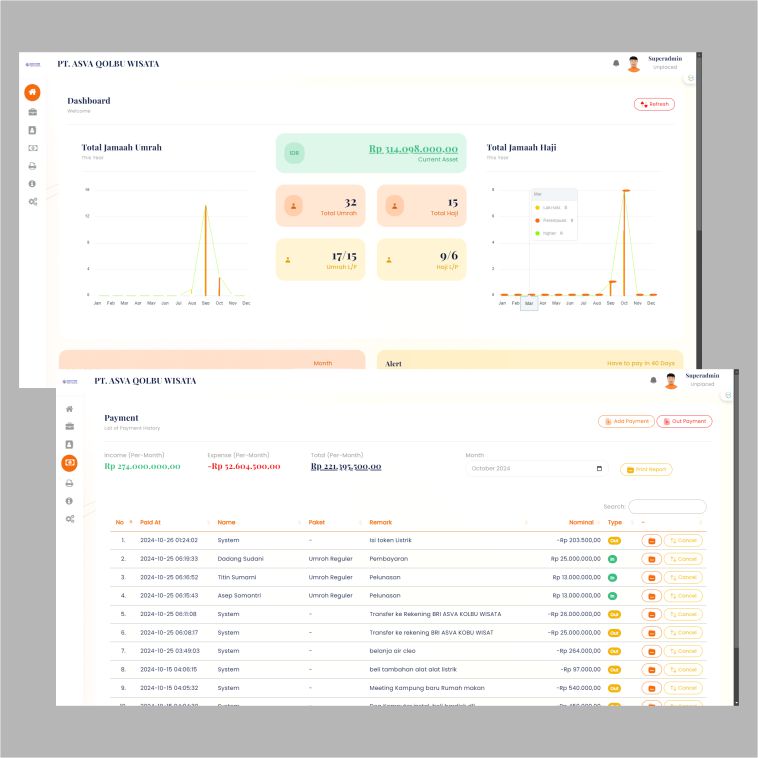 PT. ASVA QOLBU WISATA
Superadmin
Unplaced
Dashboard
Welcome
Refresh
Total Jamaah Umrah
This Year
16
12
8
4
0
Jan Feb Mar Apr May Jun Jul Aug Sep Oct Nov Dec
IDR
Rp 314.098.000,00
Current Asset
32
Total Umrah
15
Total Haji
17/15
Umrah L/P
9/6
Haji L/P
Total Jamaah Haji
This Year
8
6
4
2
0
Mar
Laki-laki 0
Perempuan 0
Jan Feb Mar Apr May Jun Jul Aug Sep Oct Nov Dec
Month
Alert
Have to pay in 40 Days
PT. ASVA QOLBU WISATA
Superadmin
Unplaced
Payment
List of Payment History
Add Payment
Out Payment
Income (Per-Month)
Rp 274.000.000,00
Expense (Per-Month)
-Rp 52.604.500,00
Total (Per-Month)
Rp 221.395.500,00
Month
October 2024
Print Report
Search:
No Paid At Name Paket Remark Nominal Type -
1. 2024-10-26 01:24:02 System - Isi token Listrik -Rp 203.500,00 Out Cancel
2. 2024-10-25 06:19:33 Dadang Sudani Umroh Reguler Pembayaran Rp 25.000.000,00 In Cancel
3. 2024-10-25 06:16:52 Titin Sumarni Umroh Reguler Pelunasan Rp 13.000.000,00 In Cancel
4. 2024-10-25 06:15:43 Asep Samantri Umroh Reguler Pelunasan Rp 13.000.000,00 In Cancel
5. 2024-10-25 06:11:08 System - Transfer ke Rekening BRI ASVA KOLBU WISATA -Rp 26.000.000,00 Out Cancel
6. 2024-10-25 06:08:17 System - Transfer ke rekening BRI ASVA KOBU WISAT -Rp 25.000.000,00 Out Cancel
7. 2024-10-25 03:49:03 System - belanja air cleo -Rp 264.000,00 Out Cancel
8. 2024-10-15 04:06:15 System - beli tambahan alat-alat listrik -Rp 97.000,00 Out Cancel
9. 2024-10-15 04:05:32 System - Meeting Kampung baru Rumah makan -Rp 540.000,00 Out Cancel